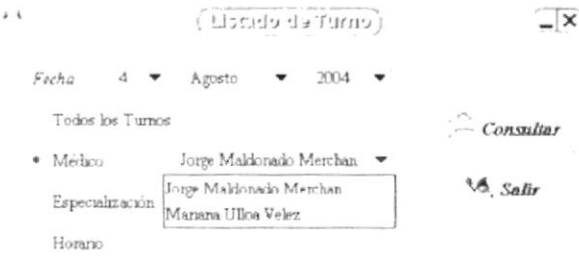 Listado de Turno
Fecha 4 Agosto 2004
Todos los Turnos
Consultar
• Médico Jorge Maldonado Merchan
Jorge Maldonado Merchan
Salir
Especialización
Mariana Ulloa Velez
Horario